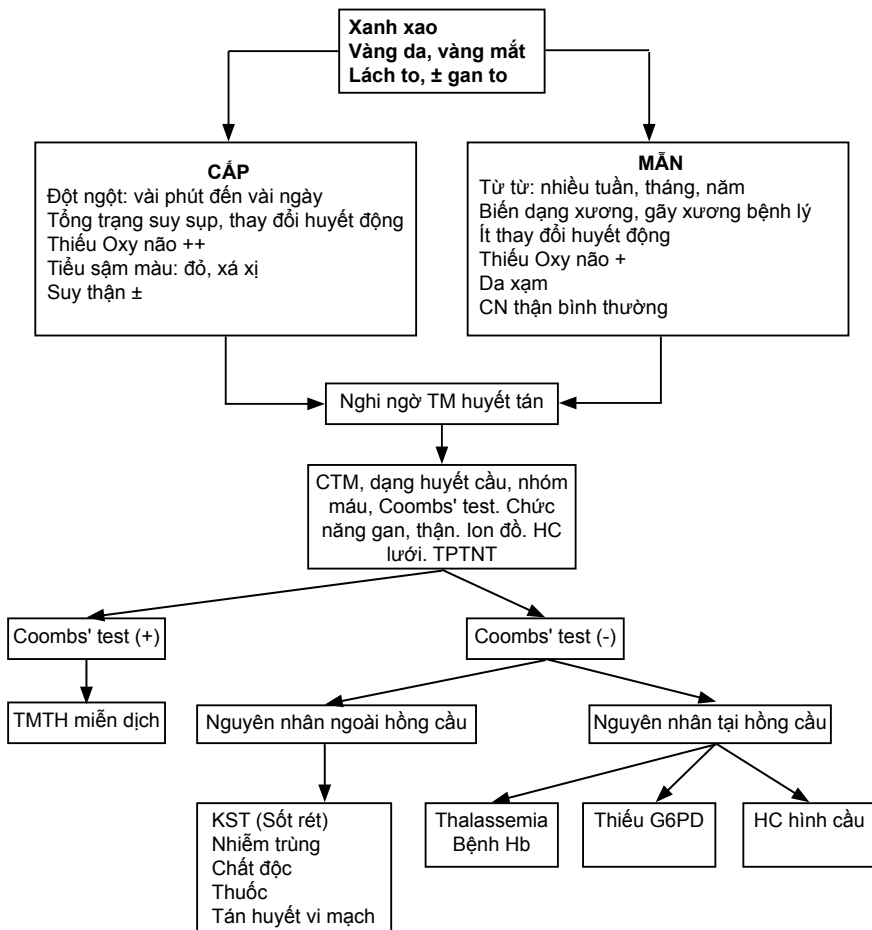 Xanh xao
Vàng da, vàng mắt
Lách to, ± gan to
CẤP
Đột ngột: vài phút đến vài ngày
Tổng trạng suy sụp, thay đổi huyết động
Thiếu Oxy não ++
Tiểu sậm màu: đỏ, xá xị
Suy thận ±
MẪN
Từ từ: nhiều tuần, tháng, năm
Biến dạng xương, gãy xương bệnh lý
Ít thay đổi huyết động
Thiếu Oxy não +
Da xạm
CN thận bình thường
Nghi ngờ TM huyết tán
CTM, dạng huyết cầu, nhóm
máu, Coombs' test. Chức
năng gan, thận. Ion đồ. HC
lưới. TPTNT
Coombs' test (+)
Coombs' test (-)
TMTH miễn dịch
Nguyên nhân ngoài hồng cầu
Nguyên nhân tại hồng cầu
KST (Sốt rét)
Nhiễm trùng
Chất độc
Thuốc
Tán huyết vi mạch
Thalassemia
Bệnh Hb
Thiếu G6PD
HC hình cầu